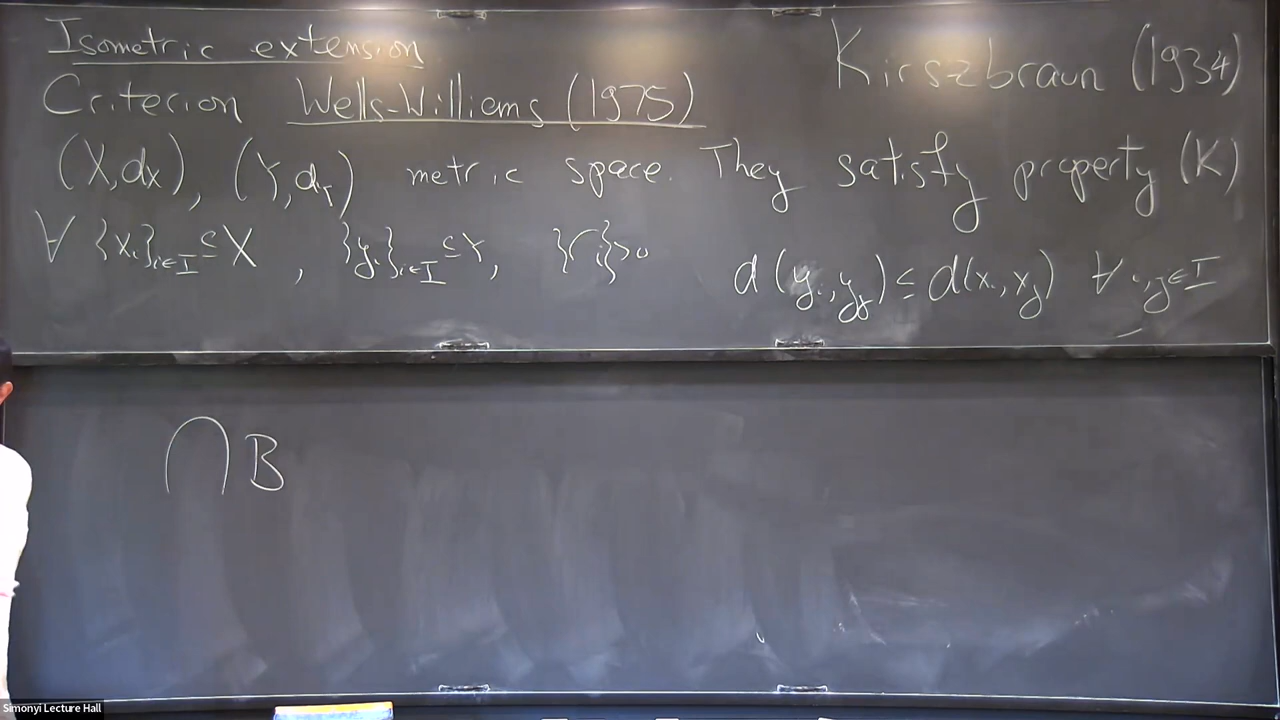 Isometric extension
Kirszbraun (1934)
Criterion Wells-Williams (1975)
(X,dx), (Y,dY) metric space. They satisfy property (K)
∀ {xi}i∈I ⊆ X, {yi}i∈I ⊆ Y, {ri}>0 d(yi,yj) ≤ d(xi,xj) ∀ i,j∈I
∩ B
Simonyi Lecture Hall